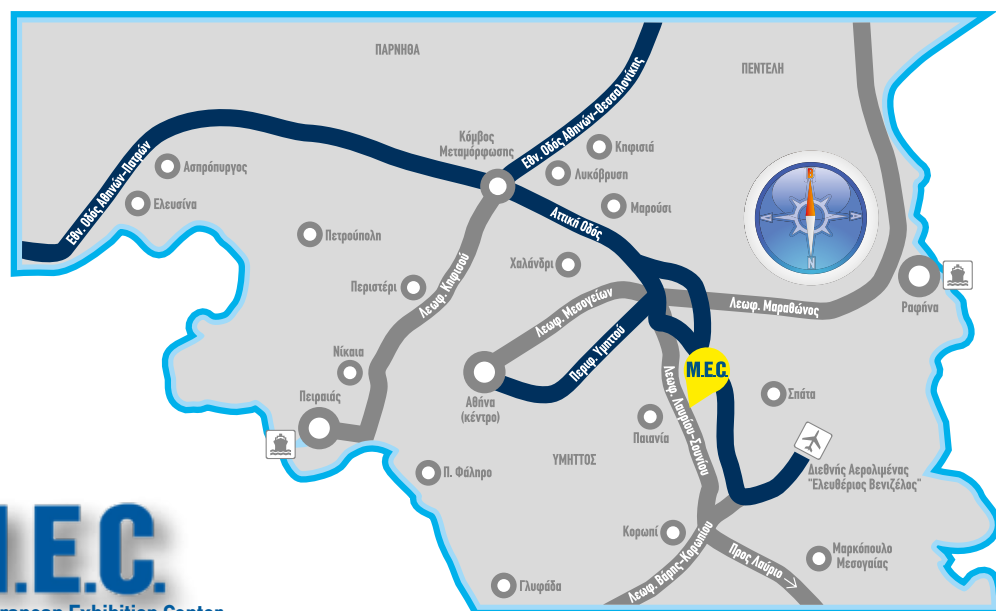 ΠΑΡΝΗΘΑ
ΠΕΝΤΕΛΗ
Εθν. Οδός Αθηνών-Θεσσαλονίκης
Κόμβος
Μεταμόρφωσης
Κηφισιά
Εθν. Οδός Αθηνών-Πατρών
Ασπρόπυργος
Λυκόβρυση
Ελευσίνα
Μαρούσι
Αττική Οδός
Πετρούπολη
Χαλάνδρι
Περιστέρι
Λεωφ. Κηφισού
Λεωφ. Μεσογείων
Λεωφ. Μαραθώνος
Ραφήνα
N
Νίκαια
Περιφ. Υμηττού
M.E.C.
Πειραιάς
Αθήνα
(κέντρο)
Λεωφ. Λαυρίου-Σουνίου
Σπάτα
Παιανία
ΥΜΗΤΤΟΣ
Π. Φάληρο
Διεθνής Αερολιμένας
"Ελευθέριος Βενιζέλος"
Κορωπί
Λεωφ. Βάρης-Κορωπίου
Προς Λαύριο
Μαρκόπουλο
Μεσογαίας
Γλυφάδα
.E.C.
Exhibition Center